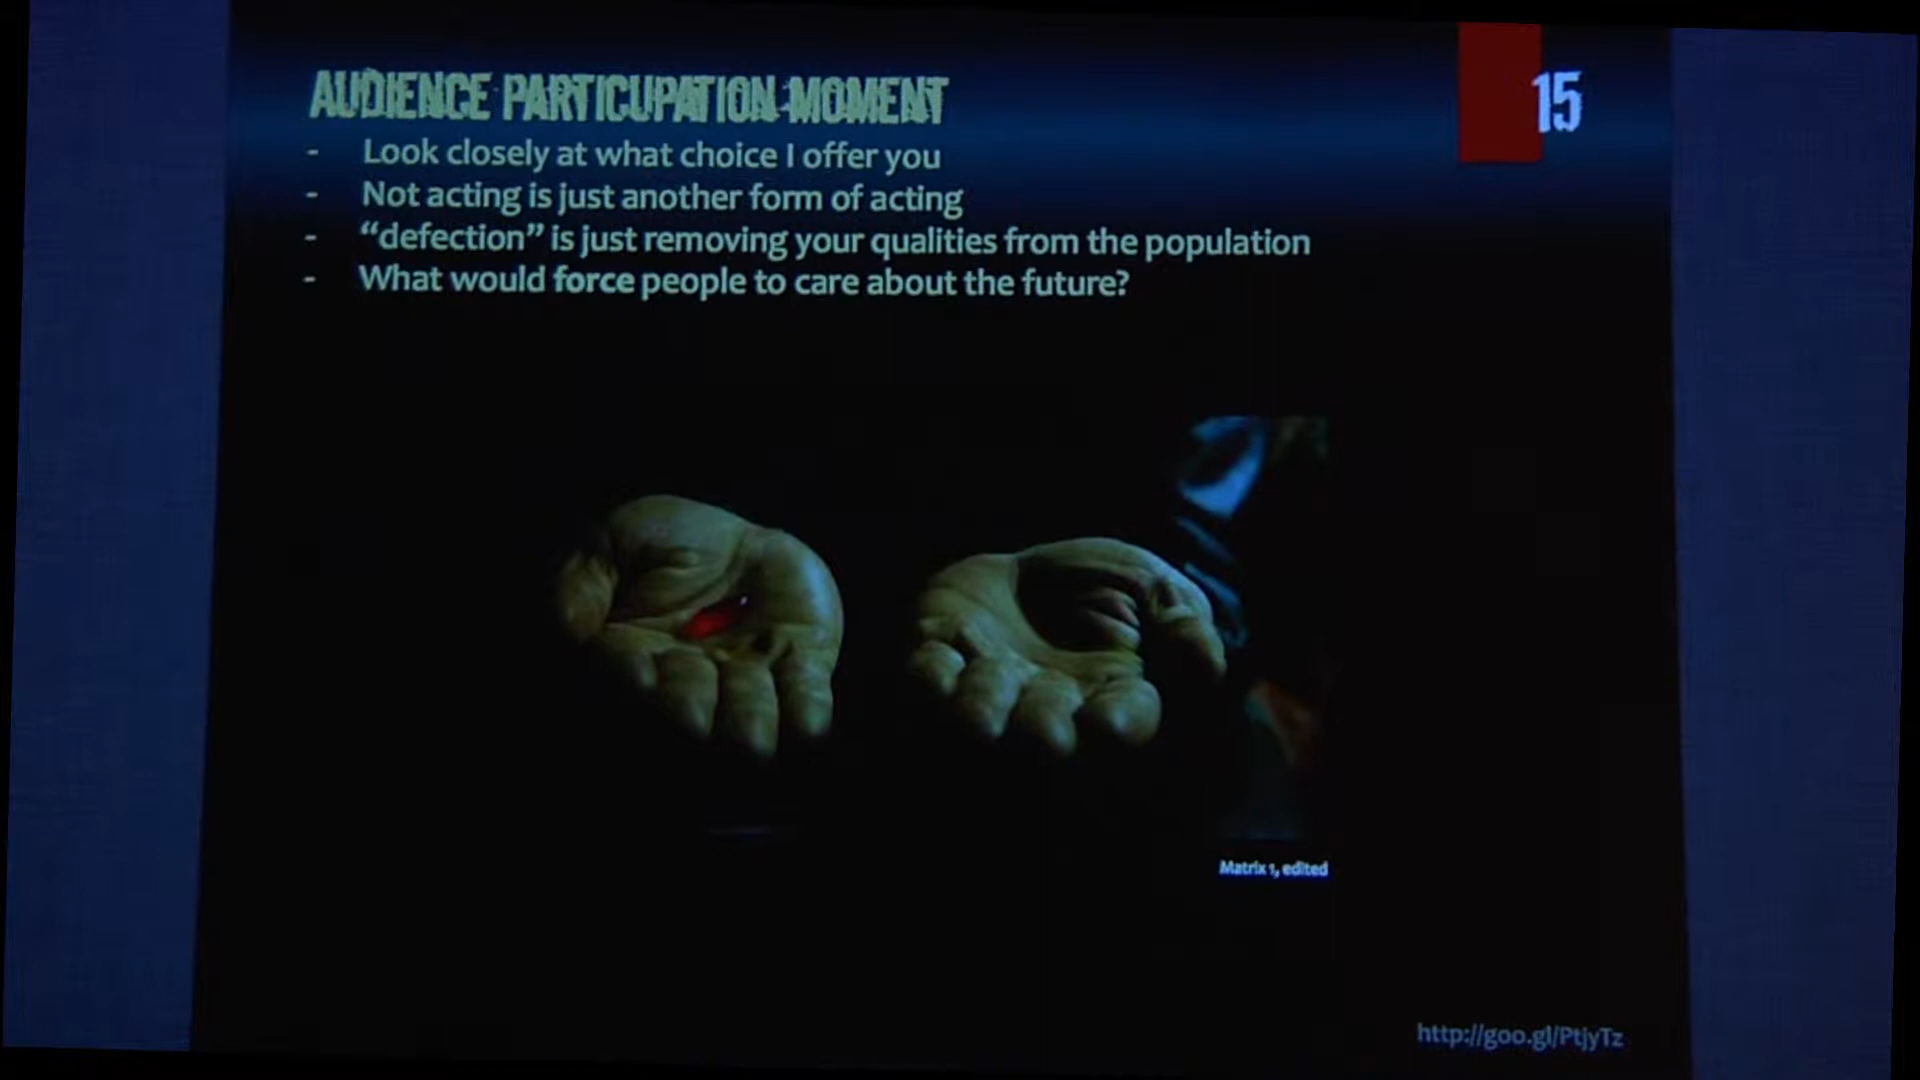 AUDIENCE PARTICUPATION MOMENT
15
- Look closely at what choice I offer you
- Not acting is just another form of acting
- “defection” is just removing your qualities from the population
- What would force people to care about the future?
Matrix 1, edited
http://goo.gl/PtjyTz